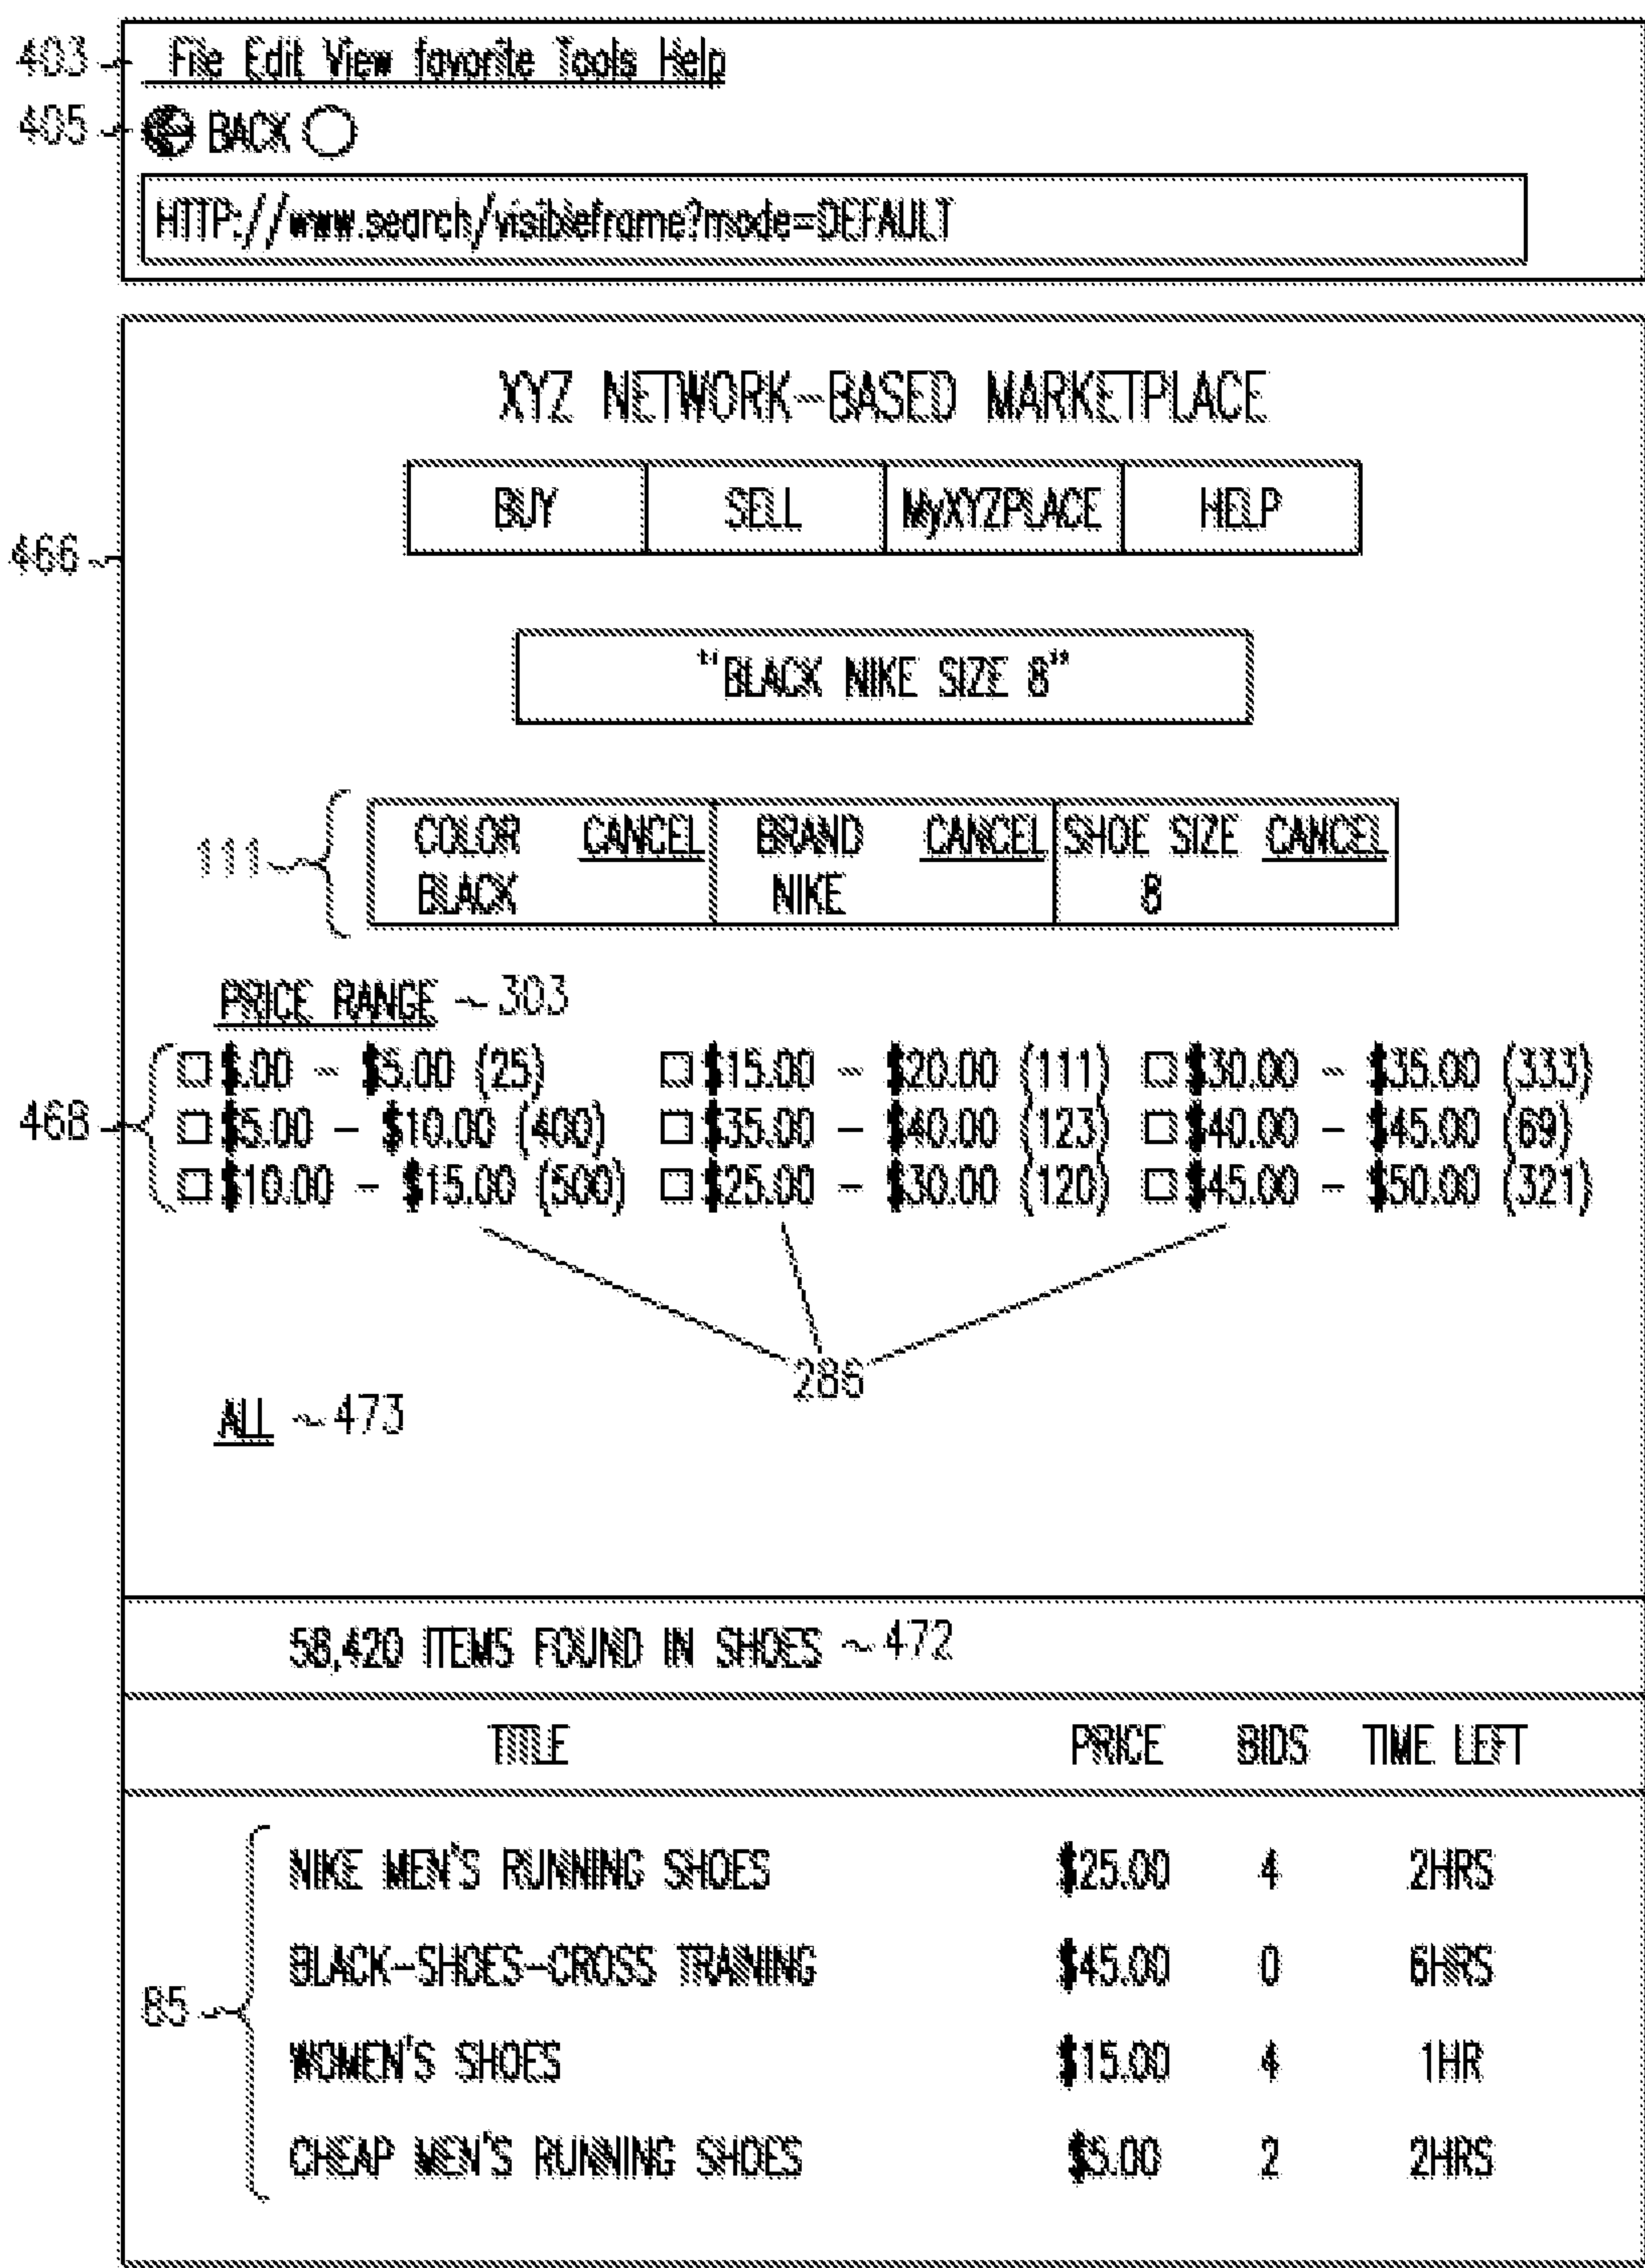 403 File Edit View favorite Tools Help
405 BACK
HTTP://www.search/visibleframe?mode=DEFAULT
XYZ NETWORK-BASED MARKETPLACE
BUY SELL MyXYZPLACE HELP
466
"BLACK NIKE SIZE 8"
COLOR CANCEL BRAND CANCEL SHOE SIZE CANCEL
111
BLACK NIKE 8
PRICE RANGE ~303
$.00 - $5.00 (25) $15.00 - $20.00 (111) $30.00 - $35.00 (333)
468 $5.00 - $10.00 (400) $35.00 - $40.00 (123) $40.00 - $45.00 (69)
$10.00 - $15.00 (500) $25.00 - $30.00 (120) $45.00 - $50.00 (321)
286
ALL ~473
58,420 ITEMS FOUND IN SHOES ~472
TITLE PRICE BIDS TIME LEFT
NIKE MEN'S RUNNING SHOES $25.00 4 2HRS
BLACK-SHOES-CROSS TRAINING $45.00 0 6HRS
85
WOMEN'S SHOES $15.00 4 1HR
CHEAP MEN'S RUNNING SHOES $5.00 2 2HRS